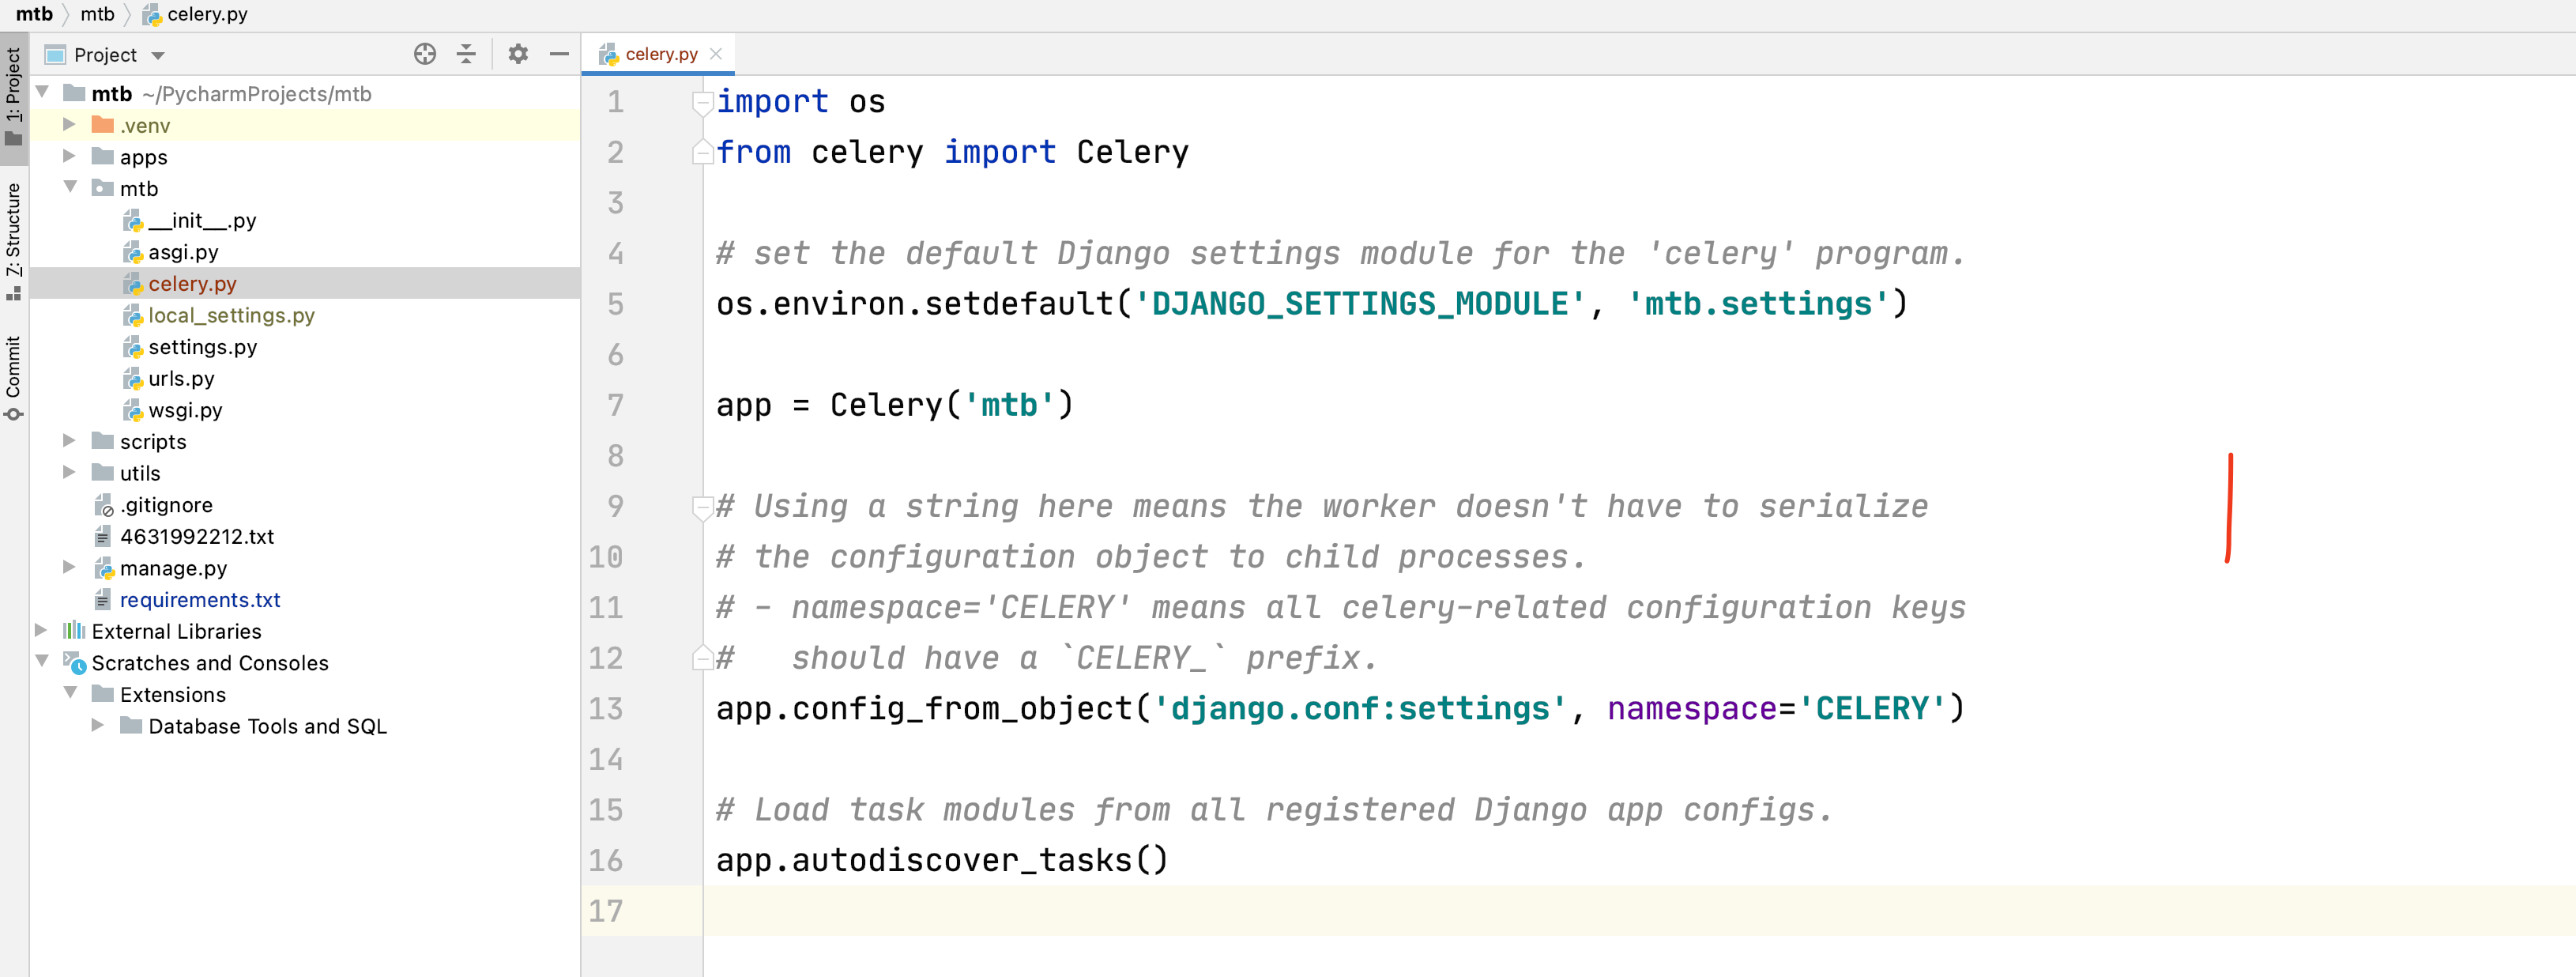 mtb mtb celery.py
1: Project
7: Structure
Commit
Project
mtb ~/PycharmProjects/mtb
.venv
apps
mtb
__init__.py
asgi.py
celery.py
local_settings.py
settings.py
urls.py
wsgi.py
scripts
utils
.gitignore
4631992212.txt
manage.py
requirements.txt
External Libraries
Scratches and Consoles
Extensions
Database Tools and SQL
celery.py
1 import os
2 from celery import Celery
3
4 # set the default Django settings module for the 'celery' program.
5 os.environ.setdefault('DJANGO_SETTINGS_MODULE', 'mtb.settings')
6
7 app = Celery('mtb')
8
9 # Using a string here means the worker doesn't have to serialize
10 # the configuration object to child processes.
11 # - namespace='CELERY' means all celery-related configuration keys
12 #   should have a `CELERY_` prefix.
13 app.config_from_object('django.conf:settings', namespace='CELERY')
14
15 # Load task modules from all registered Django app configs.
16 app.autodiscover_tasks()
17